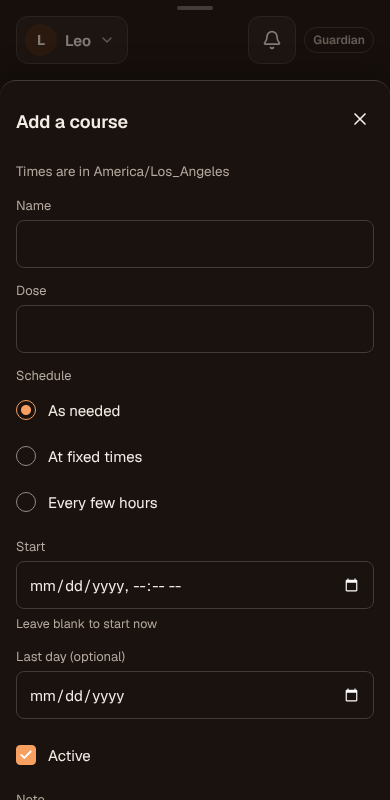 L Leo Guardian
Add a course
Times are in America/Los_Angeles
Name
Dose
Schedule
As needed
At fixed times
Every few hours
Start
mm/dd/yyyy, --:-- --
Leave blank to start now
Last day (optional)
mm/dd/yyyy
Active
Note